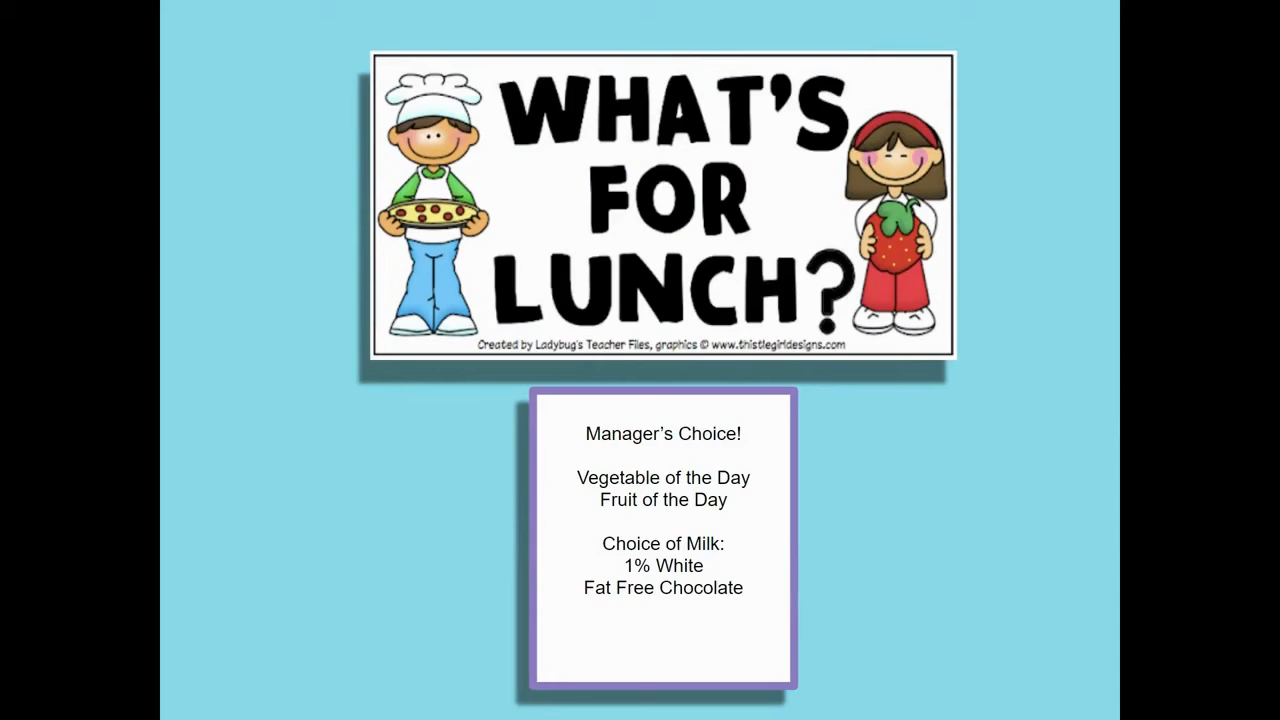 WHAT'S
FOR
LUNCH?
Created by Ladybug's Teacher Files, graphics © www.thistlegirldesigns.com
Manager’s Choice!
Vegetable of the Day
Fruit of the Day
Choice of Milk:
1% White
Fat Free Chocolate